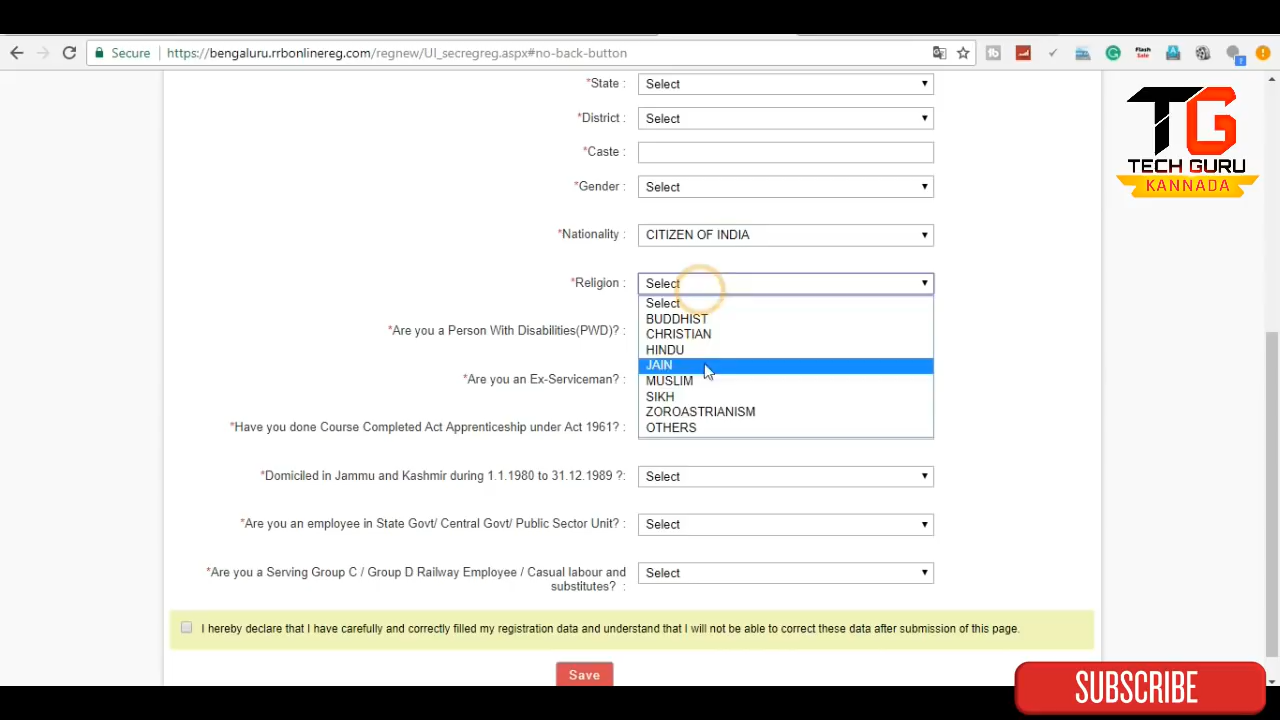 Secure https://bengaluru.rrbonlinereg.com/regnew/UI_secregreg.aspx#no-back-button
Flash
Sale
TG
TECH GURU
KANNADA
*State : Select
*District : Select
*Caste :
*Gender : Select
*Nationality : CITIZEN OF INDIA
*Religion : Select
Select
BUDDHIST
CHRISTIAN
HINDU
JAIN
MUSLIM
SIKH
ZOROASTRIANISM
OTHERS
*Are you a Person With Disabilities(PWD)? :
*Are you an Ex-Serviceman? :
*Have you done Course Completed Act Apprenticeship under Act 1961? :
*Domiciled in Jammu and Kashmir during 1.1.1980 to 31.12.1989 ?: Select
*Are you an employee in State Govt/ Central Govt/ Public Sector Unit? : Select
*Are you a Serving Group C / Group D Railway Employee / Casual labour and Select
substitutes? :
I hereby declare that I have carefully and correctly filled my registration data and understand that I will not be able to correct these data after submission of this page.
Save
SUBSCRIBE